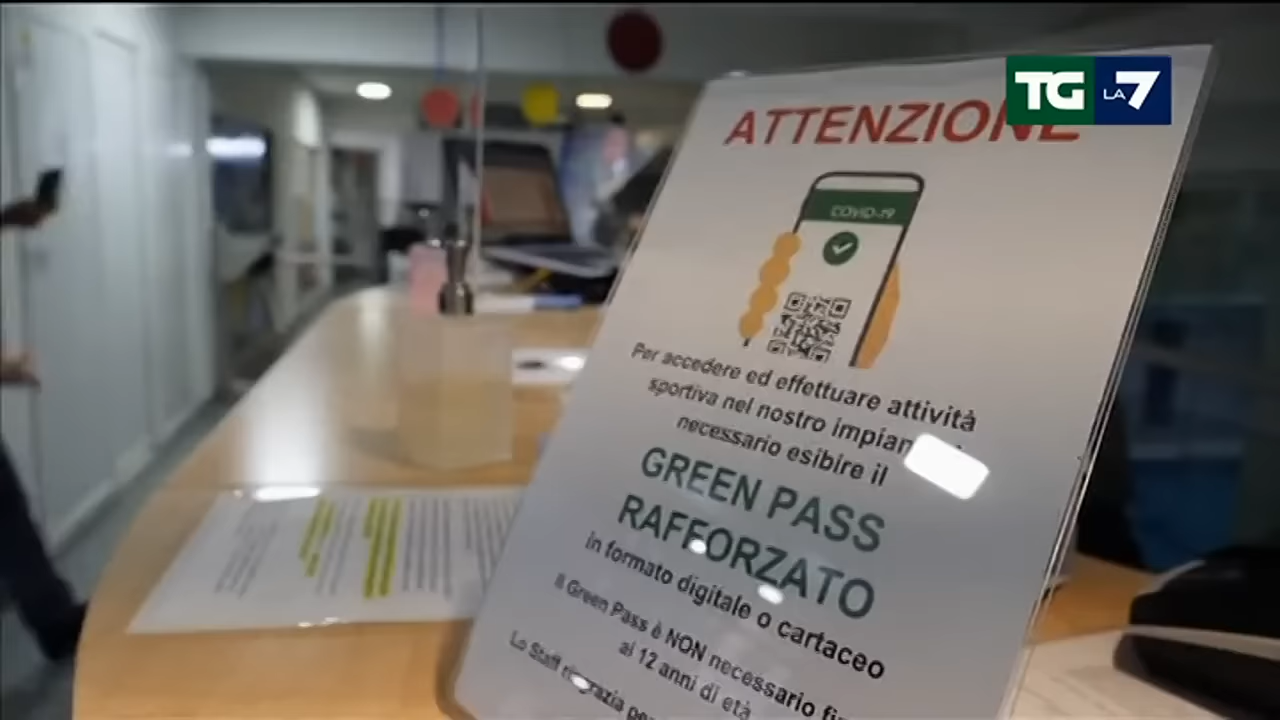 TG LA7
ATTENZIONE
COVID-19
Per accedere ed effettuare attività
sportiva nel nostro
necessario esibire il
GREEN PASS
RAFFORZATO
in formato digitale o cartaceo
Il Green Pass è NON necessario
ai 12 anni di età
Lo Staff